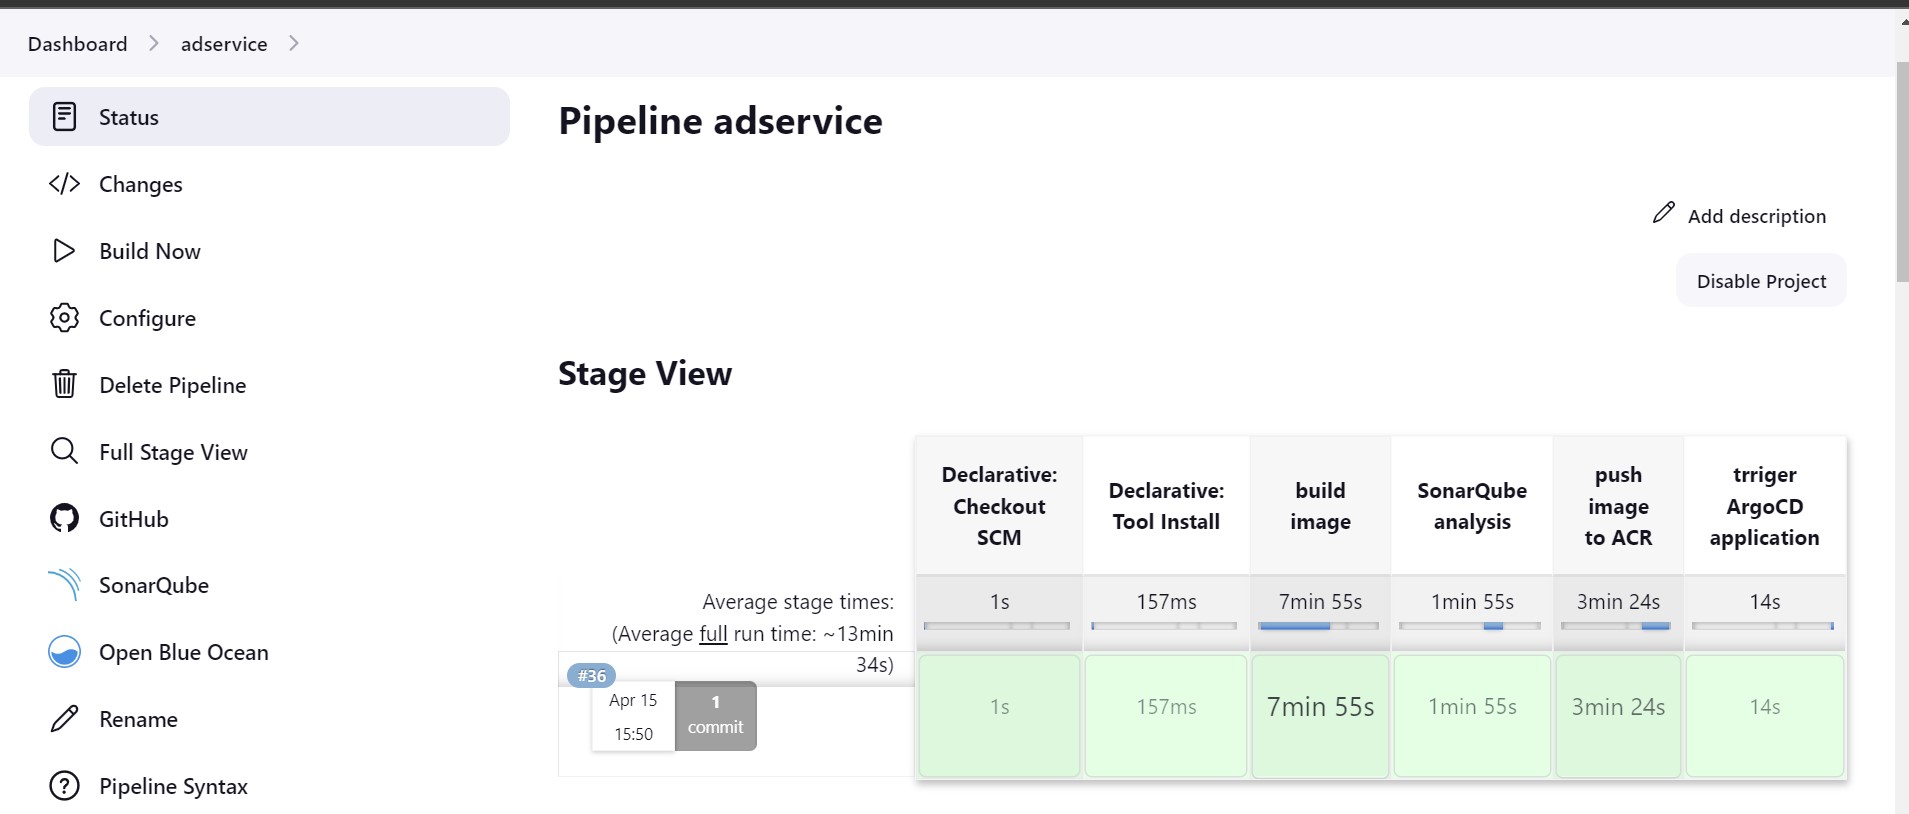 Dashboard > adservice >
Status
Changes
Build Now
Configure
Delete Pipeline
Full Stage View
GitHub
SonarQube
Open Blue Ocean
Rename
Pipeline Syntax
Pipeline adservice
Add description
Disable Project
Stage View
Declarative:
Checkout
SCM
Declarative:
Tool Install
build
image
SonarQube
analysis
push
image
to ACR
trriger
ArgoCD
application
Average stage times:
(Average full run time: ~13min
34s)
1s
157ms
7min 55s
1min 55s
3min 24s
14s
#36
Apr 15
15:50
1
commit
1s
157ms
7min 55s
1min 55s
3min 24s
14s